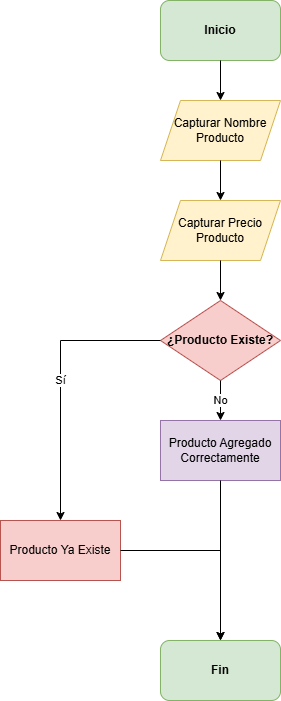 Inicio
Capturar Nombre
Producto
Capturar Precio
Producto
¿Producto Existe?
Sí
No
Producto Agregado
Correctamente
Producto Ya Existe
Fin